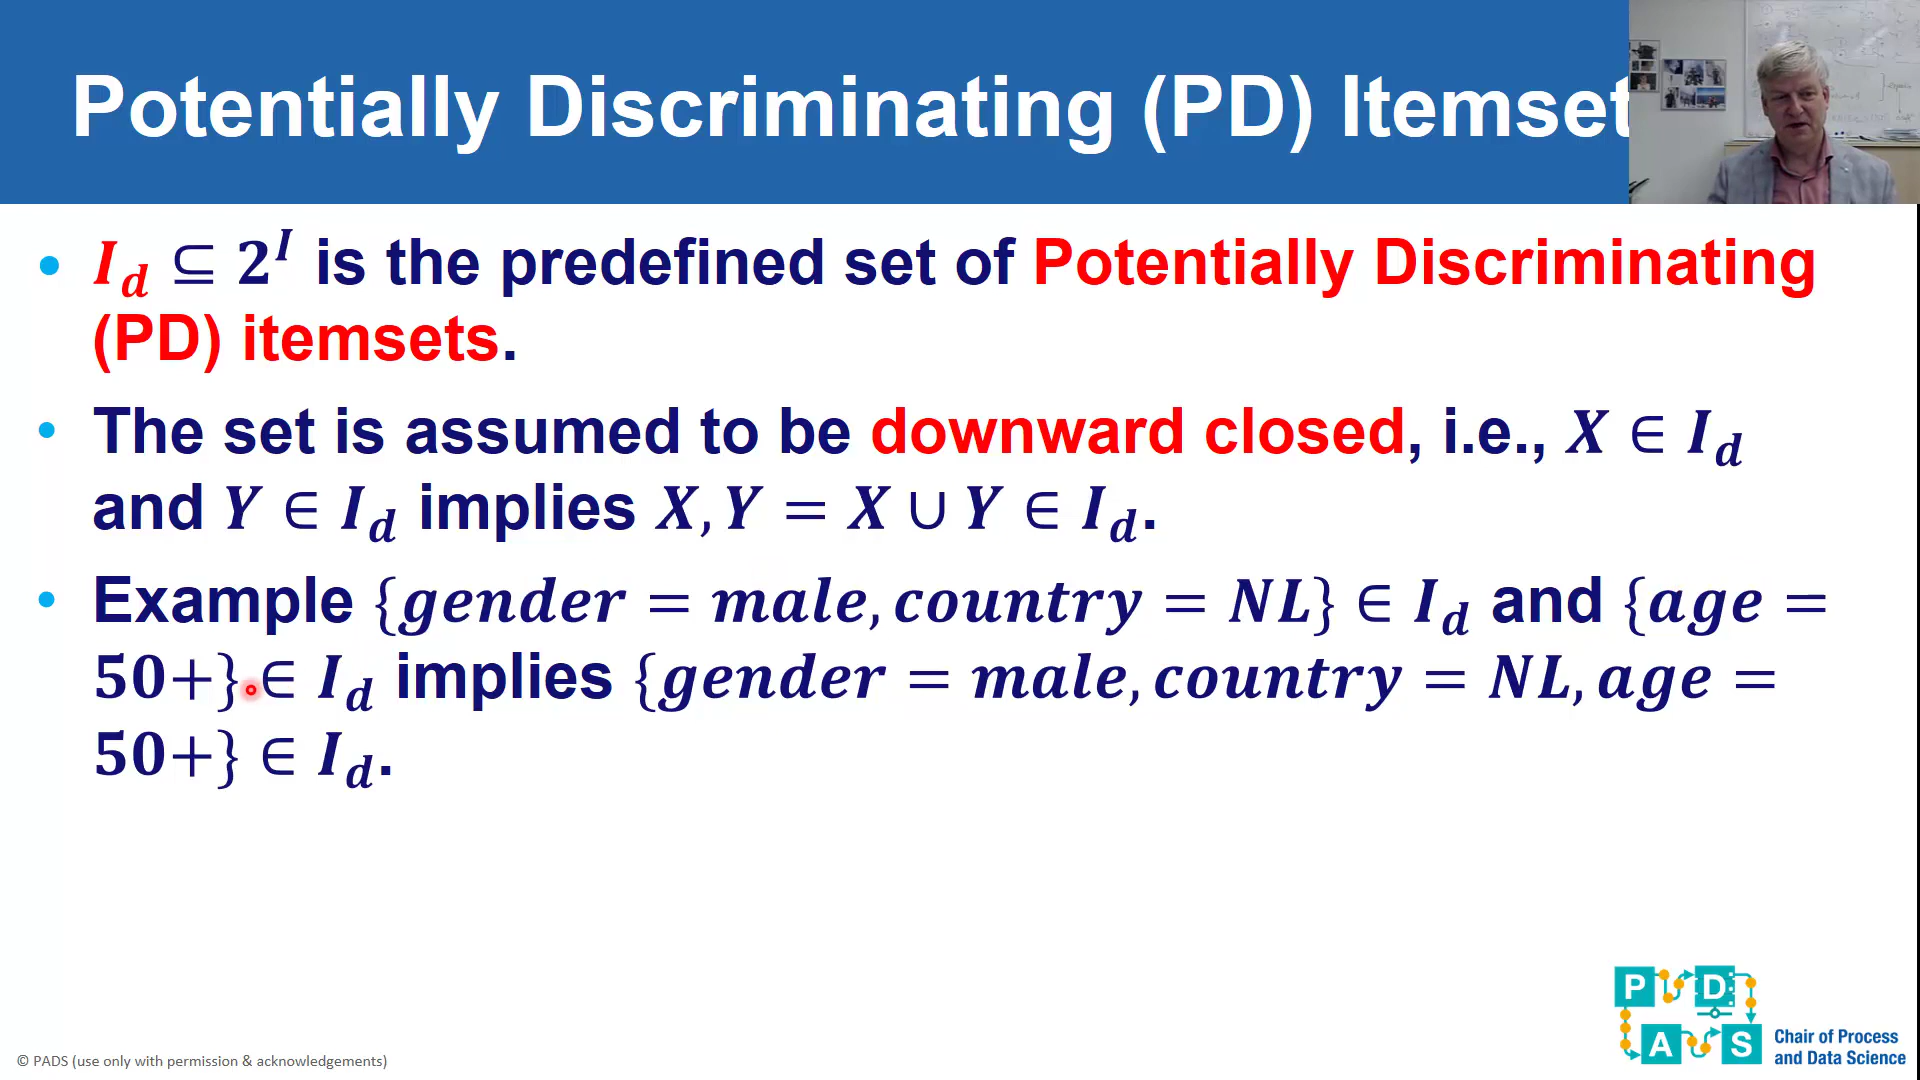 Potentially Discriminating (PD) Itemset
I_d ⊆ 2^I is the predefined set of Potentially Discriminating
(PD) itemsets.
The set is assumed to be downward closed, i.e., X ∈ I_d
and Y ∈ I_d implies X, Y = X ∪ Y ∈ I_d.
Example {gender = male, country = NL} ∈ I_d and {age =
50+} ∈ I_d implies {gender = male, country = NL, age =
50+} ∈ I_d.
P D
A S
Chair of Process
and Data Science
© PADS (use only with permission & acknowledgements)